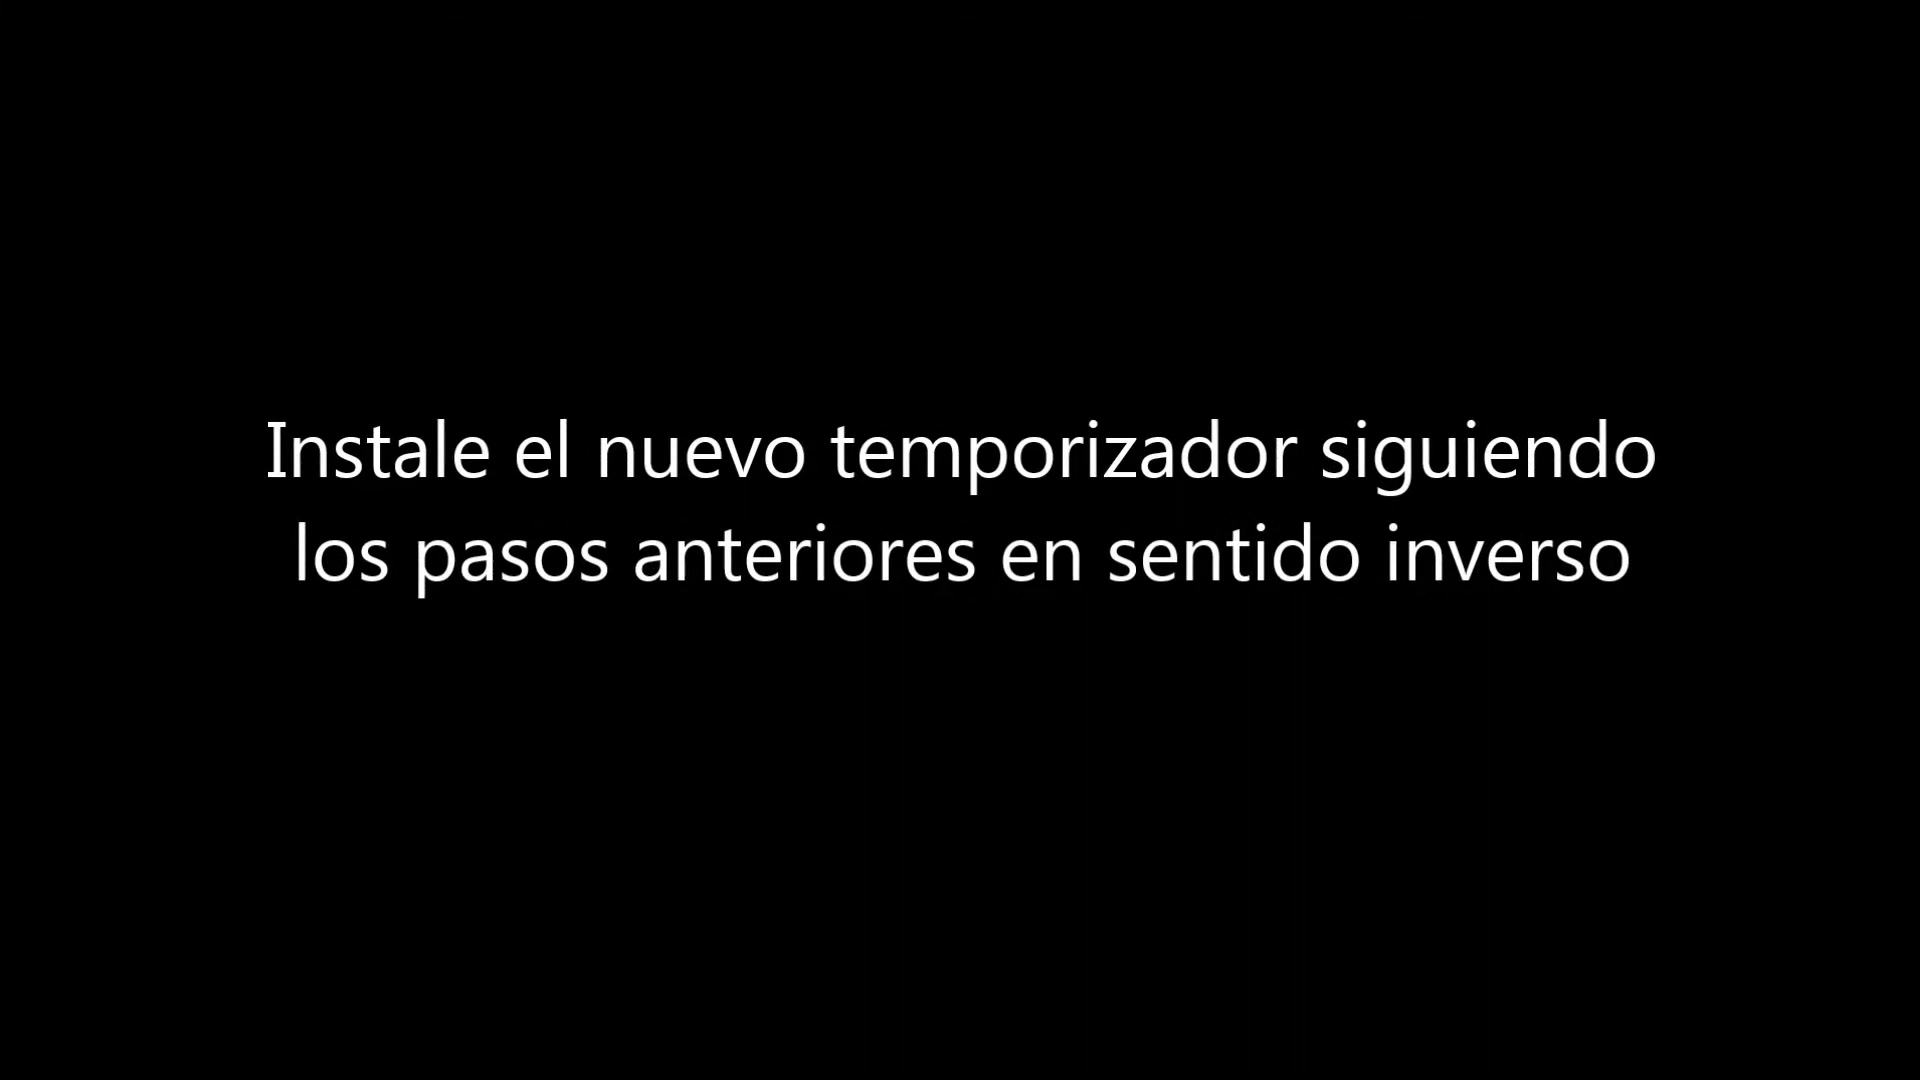 Instale el nuevo temporizador siguiendo
los pasos anteriores en sentido inverso